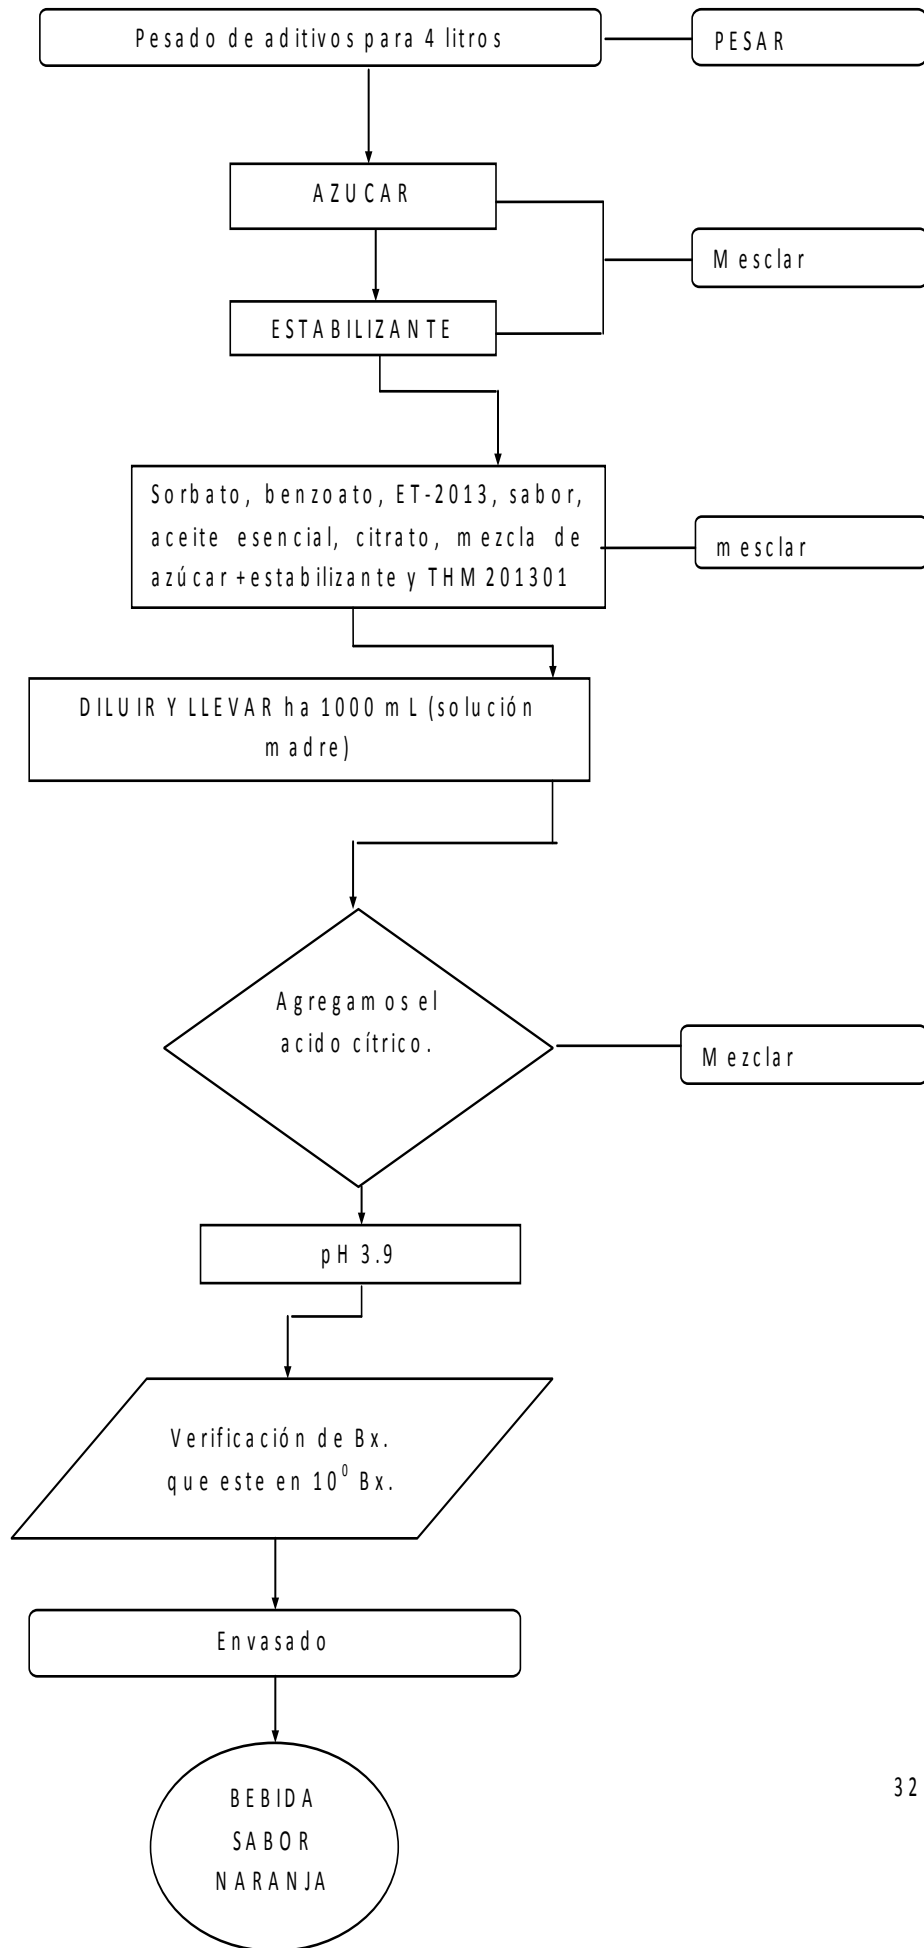 Pesado de aditivos para 4 litros
PESAR
AZUCAR
Mesclar
ESTABILIZANTE
Sorbato, benzoato, ET-2013, sabor,
aceite esencial, citrato, mezcla de
azúcar +estabilizante y THM 201301
mesclar
DILUIR Y LLEVAR ha 1000 mL (solución
madre)
Agregamos el
acido cítrico.
Mezclar
pH 3.9
Verificación de Bx.
que este en 10⁰ Bx.
Envasado
BEBIDA
SABOR
NARANJA
32